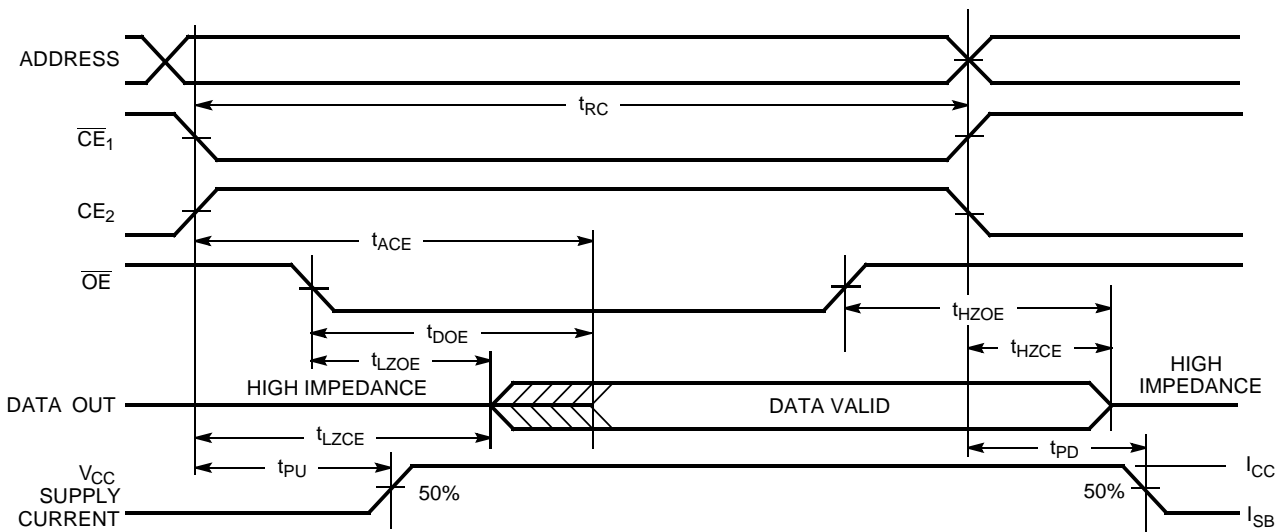 ADDRESS
tRC
CE1
CE2
tACE
OE
tHZOE
tDOE
tLZOE
tHZCE
HIGH IMPEDANCE
HIGH
IMPEDANCE
DATA OUT
DATA VALID
tLZCE
tPU
tPD
VCC
SUPPLY
CURRENT
50%
50%
ICC
ISB